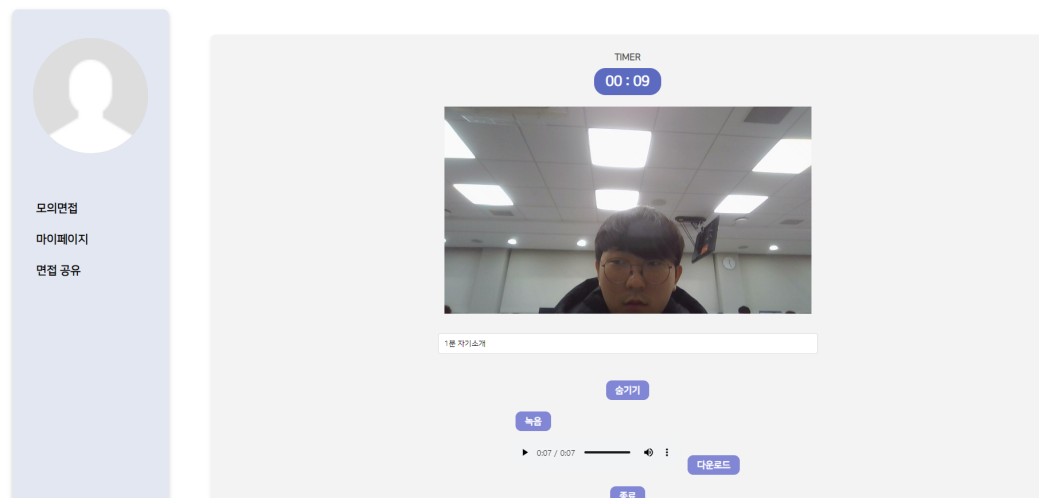 모의면접
마이페이지
면접 공유
TIMER
00 : 09
1분 자기소개
숨기기
녹음
0:07 / 0:07
다운로드
종료